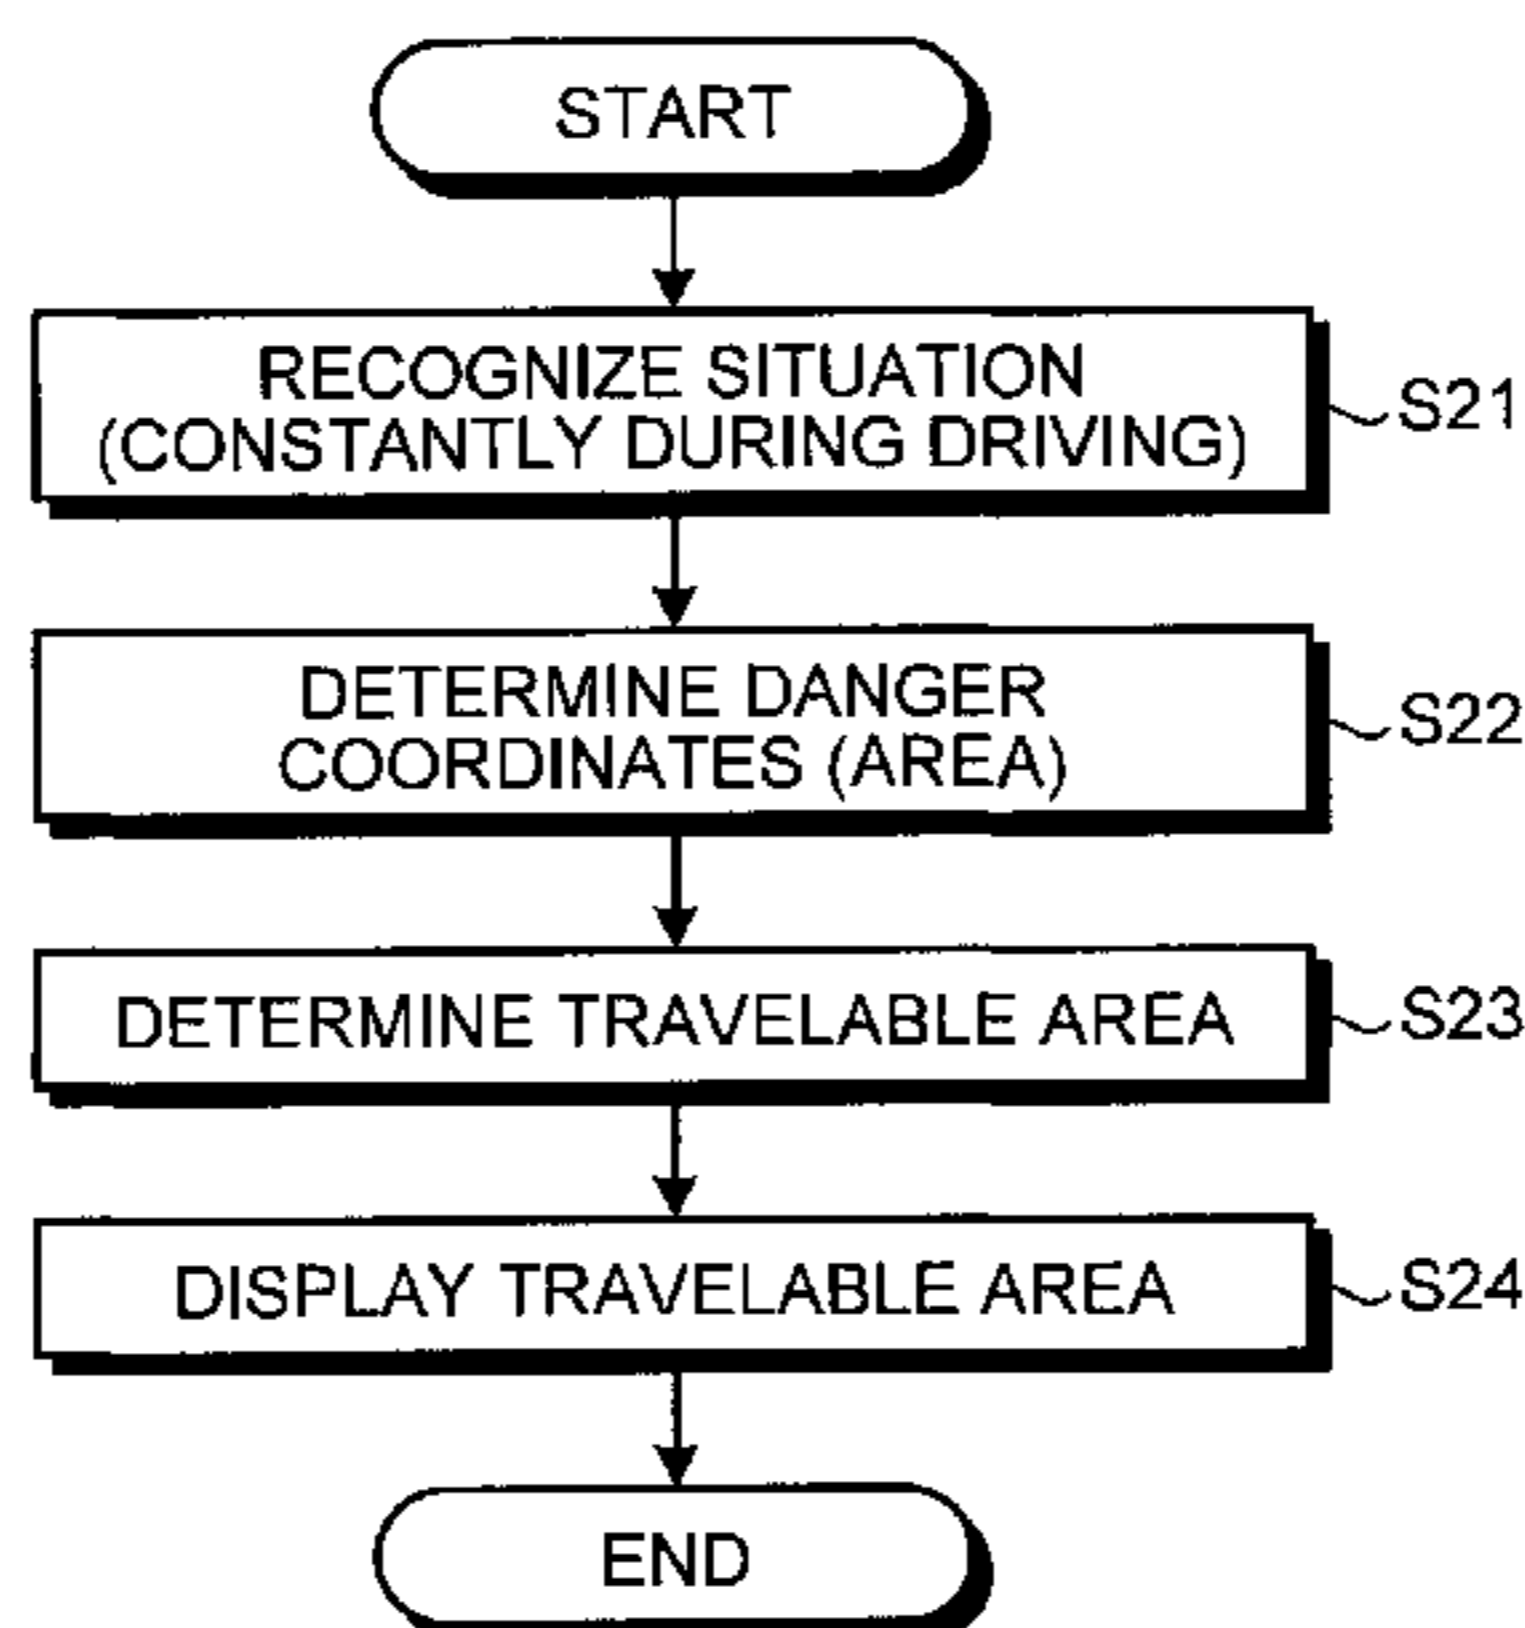 START
RECOGNIZE SITUATION
(CONSTANTLY DURING DRIVING)
S21
DETERMINE DANGER
COORDINATES (AREA)
S22
DETERMINE TRAVELABLE AREA
S23
DISPLAY TRAVELABLE AREA
S24
END